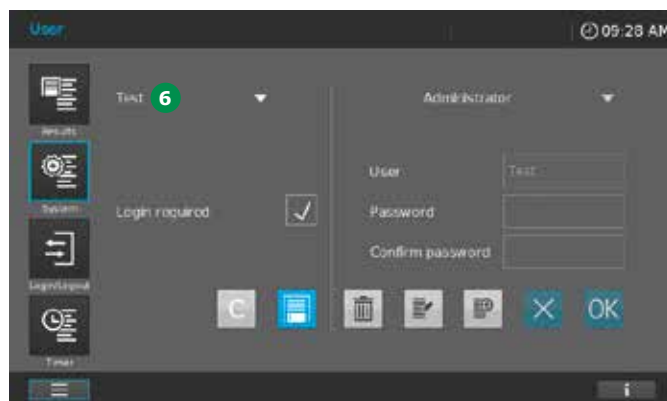 User
09:28 AM
Test 6
Administrator
Results
User
Test
System
Login required
Password
Confirm password
Login/Logout
C
OK
Timer
i